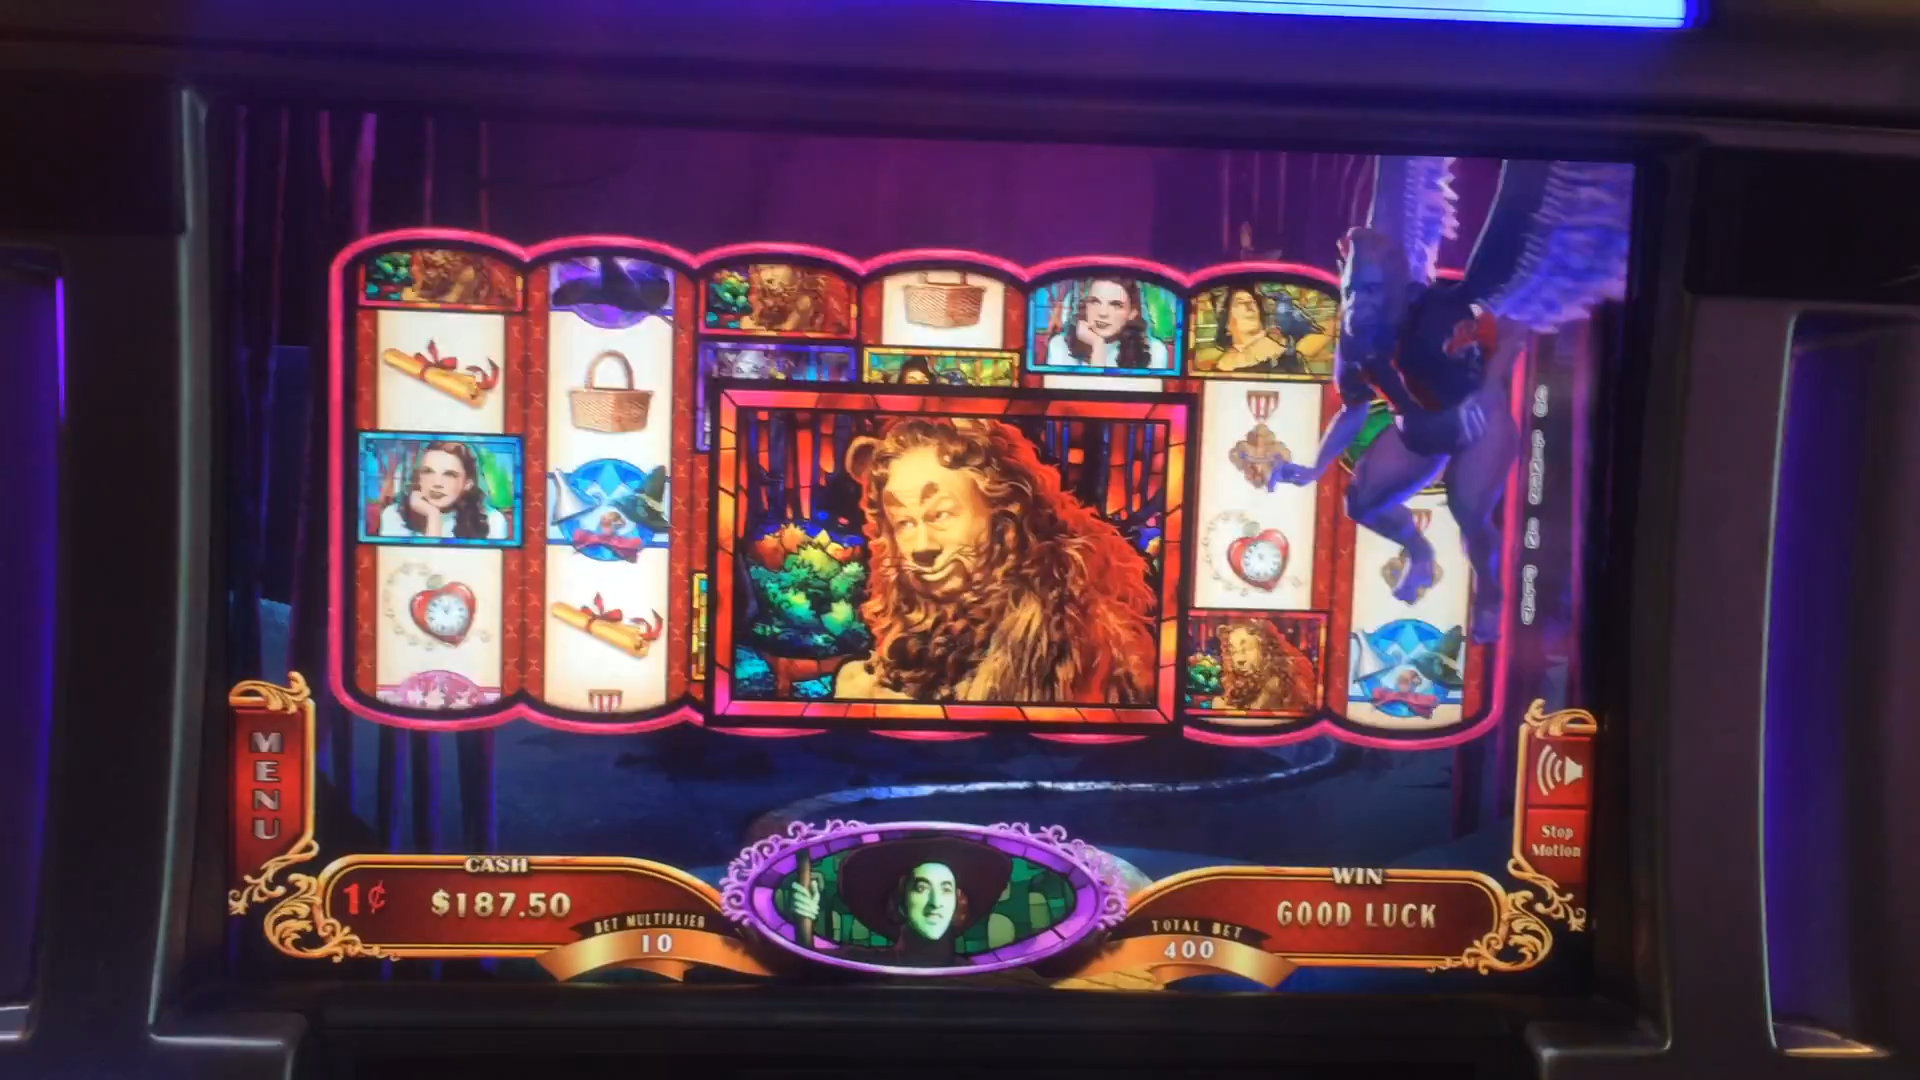 MENU
Stop
Motion
CASH
1¢
$187.50
BET MULTIPLIER
10
TOTAL BET
400
WIN
GOOD LUCK